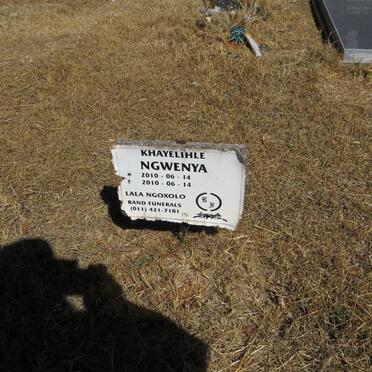 KHAYELIHLE
NGWENYA
* 2010 - 06 - 14
† 2010 - 06 - 14
LALA NGOXOLO
RAND FUNERALS
(011) 421-7181